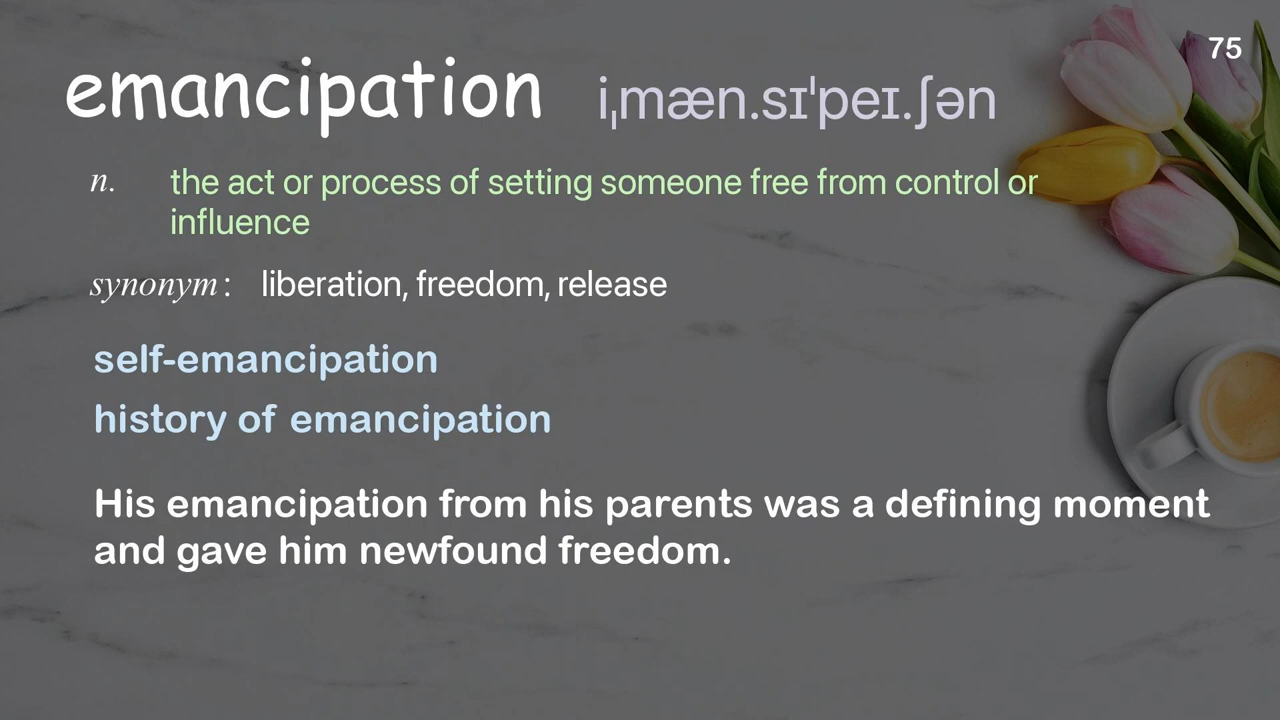 75
emancipation iˌmæn.sɪˈpeɪ.ʃən
n. the act or process of setting someone free from control or
influence
synonym: liberation, freedom, release
self-emancipation
history of emancipation
His emancipation from his parents was a defining moment
and gave him newfound freedom.